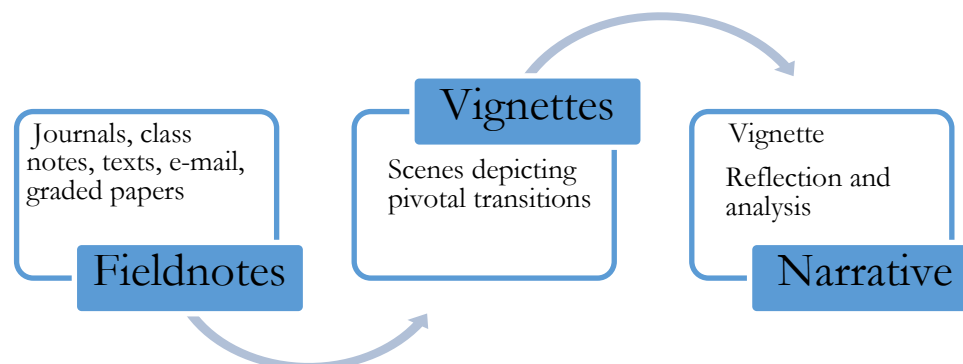 Journals, class
notes, texts, e-mail,
graded papers
Fieldnotes
Vignettes
Scenes depicting
pivotal transitions
Vignette
Reflection and
analysis
Narrative